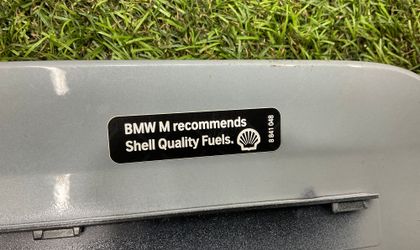 BMW M recommends
Shell Quality Fuels.
8 841 048